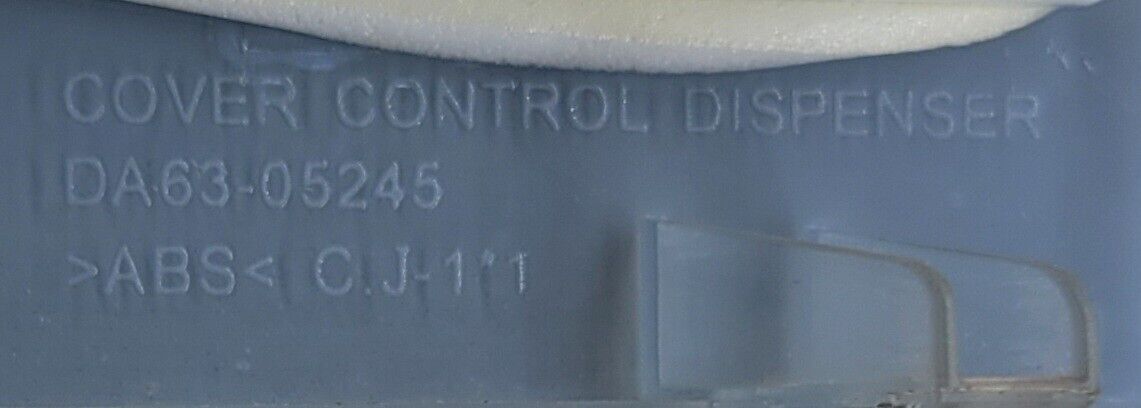 COVER CONTROL DISPENSER
DA63-05245
>ABS< C.J-1*1